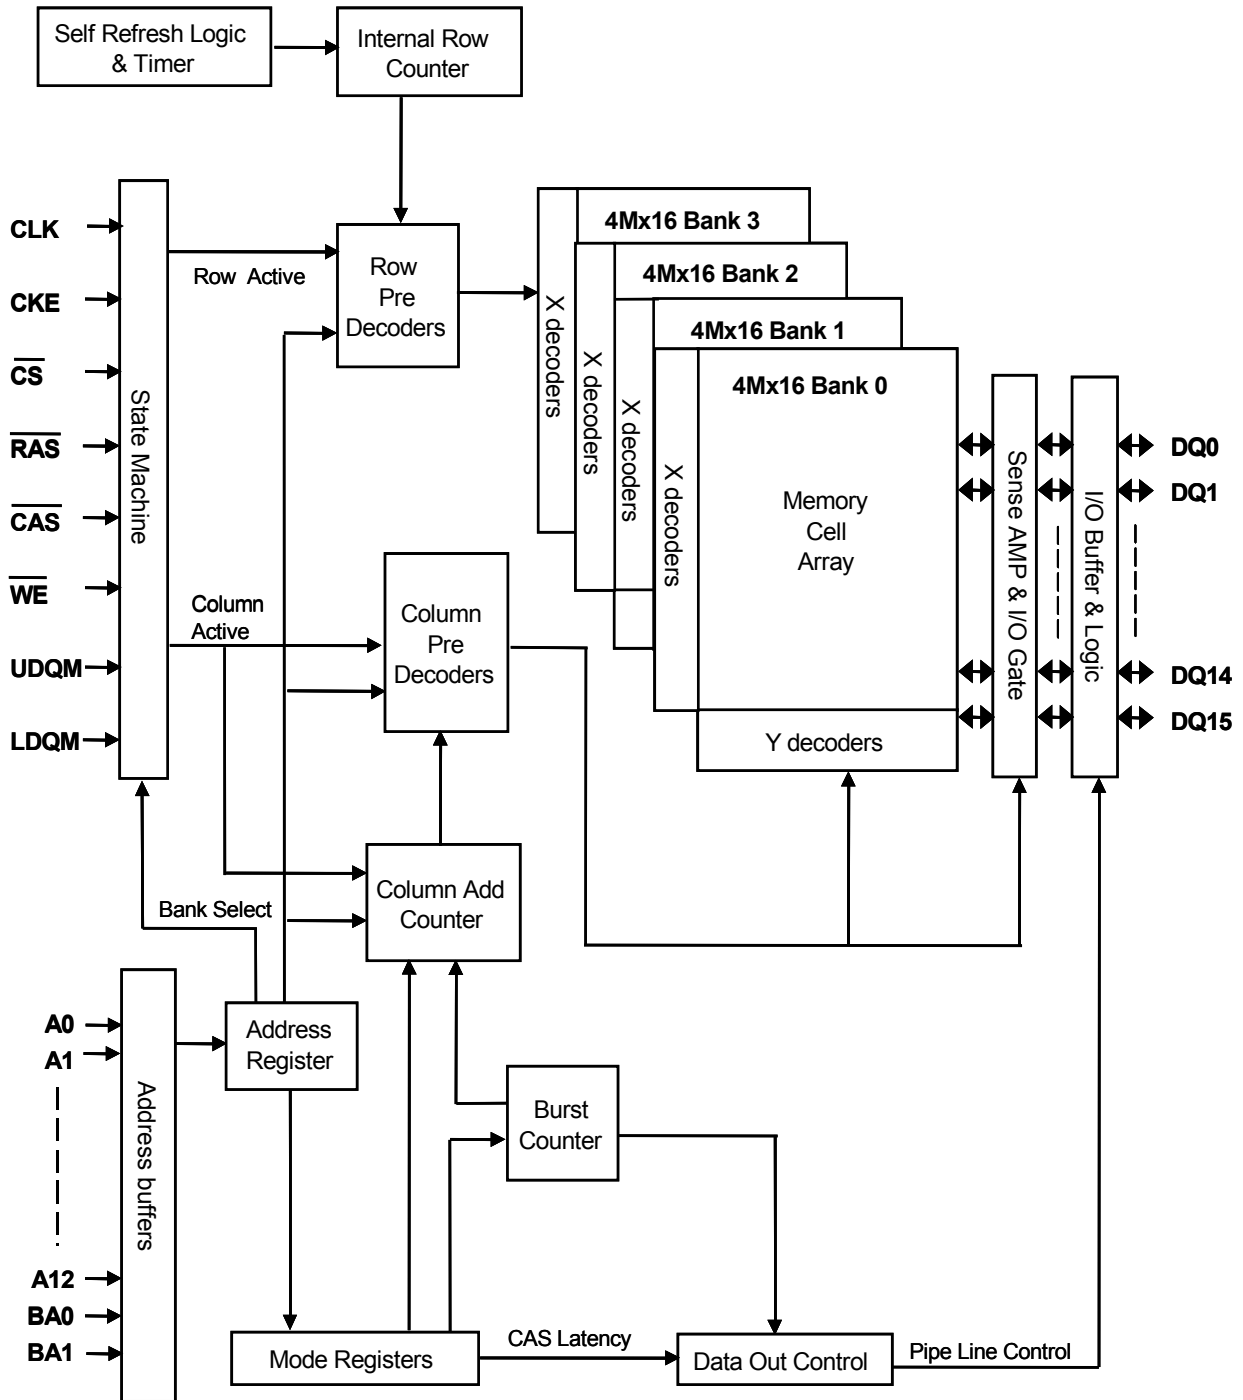 Self Refresh Logic
& Timer
Internal Row
Counter
CLK
CKE
CS
RAS
CAS
WE
UDQM
LDQM
State Machine
Row Active
Row
Pre
Decoders
4Mx16 Bank 3
4Mx16 Bank 2
4Mx16 Bank 1
4Mx16 Bank 0
X decoders
X decoders
X decoders
X decoders
Memory
Cell
Array
Y decoders
Sense AMP & I/O Gate
I/O Buffer & Logic
DQ0
DQ1
DQ14
DQ15
Column
Active
Column
Pre
Decoders
Column Add
Counter
Bank Select
A0
A1
A12
BA0
BA1
Address buffers
Address
Register
Burst
Counter
Mode Registers
CAS Latency
Data Out Control
Pipe Line Control